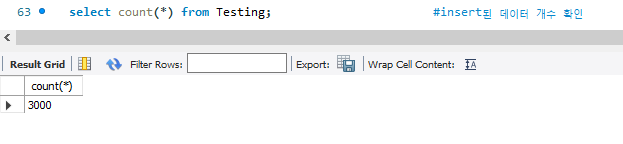 63 select count(*) from Testing; #insert된 데이터 개수 확인
Result Grid Filter Rows: Export: Wrap Cell Content:
count(*)
3000